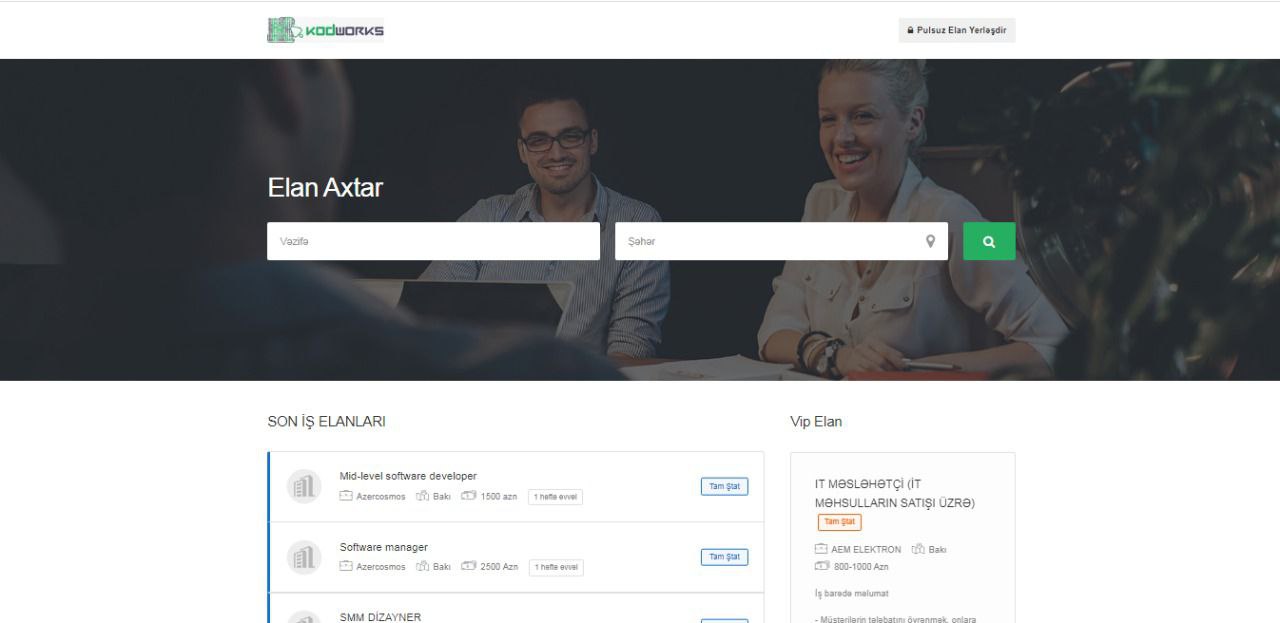 KODWORKS
Pulsuz Elan Yerləşdir
Elan Axtar
Vəzifə
Şəhər
SON İŞ ELANLARI
Mid-level software developer
Azercosmos Bakı 1500 azn 1 həftə əvvəl
Tam Ştat
Software manager
Azercosmos Bakı 2500 Azn 1 həftə əvvəl
Tam Ştat
SMM DİZAYNER
Vip Elan
IT MƏSLƏHƏTÇİ (İT
MƏHSULLARIN SATIŞI ÜZRƏ)
Tam Ştat
AEM ELEKTRON Bakı
800-1000 Azn
İş barədə məlumat
- Müştərilərin tələbatını öyrənmək, onlara